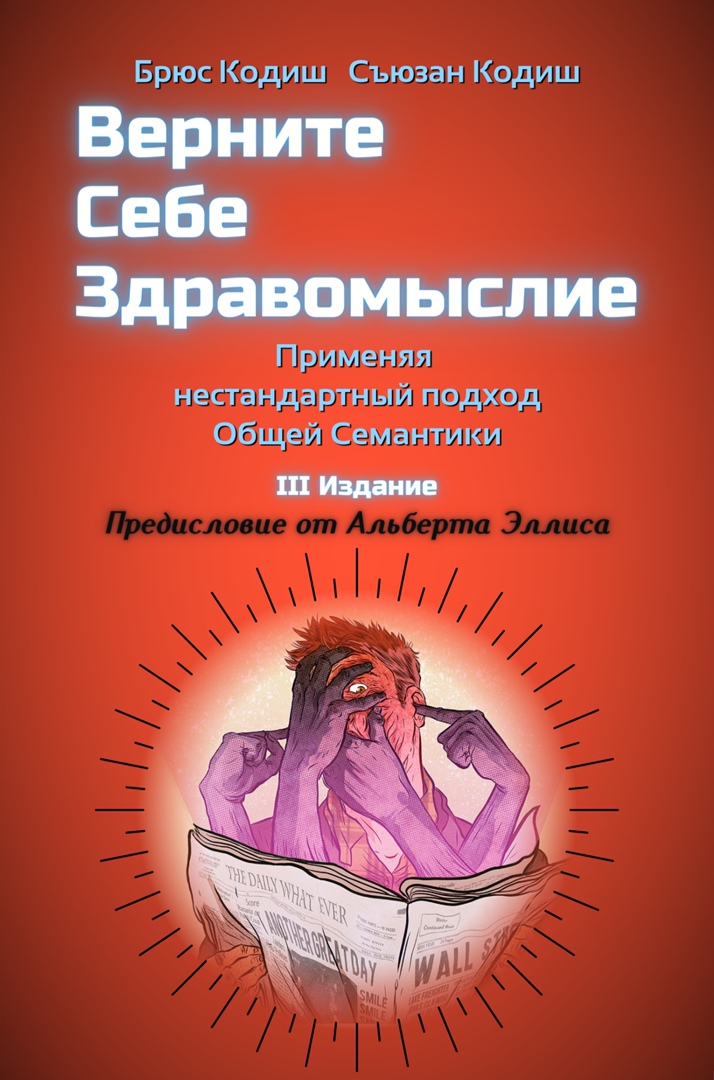 Брюс Кодиш Съюзан Кодиш
Верните
Себе
Здравомыслие
Применяя
нестандартный подход
Общей Семантики
III Издание
Предисловие от Альберта Эллиса
THE DAILY WHAT EVER
ANOTHER GREAT DAY
WALL
SMILE
SMILE
SMILE